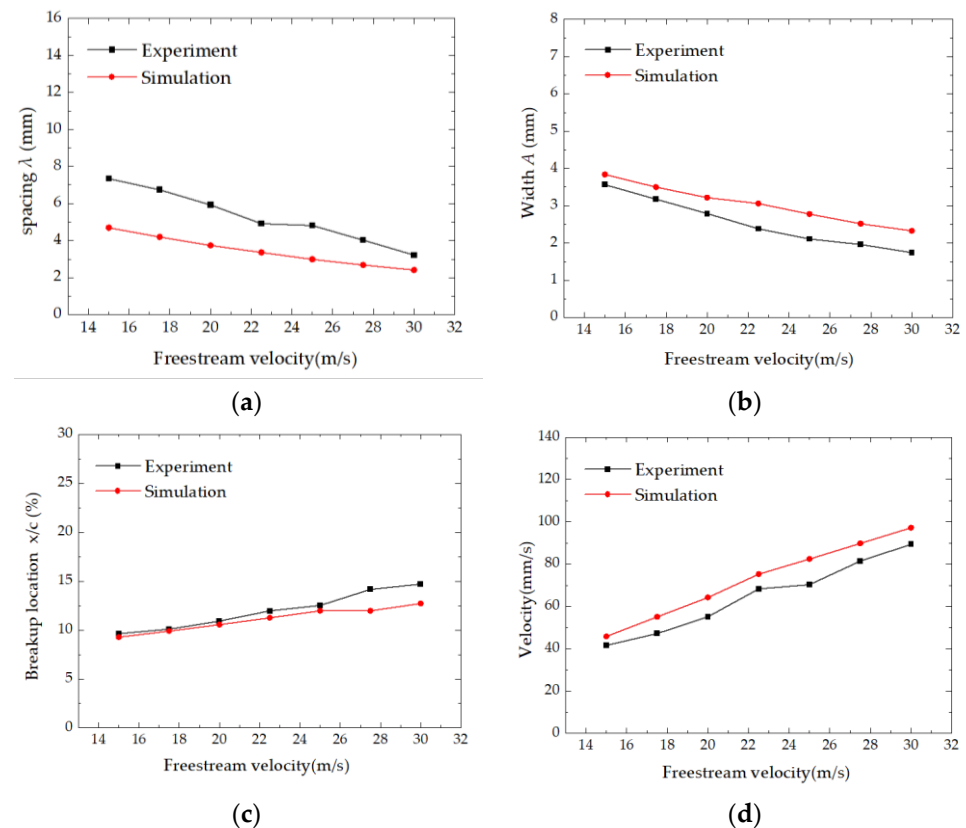 16
14
12
10
8
6
4
2
0
spacing λ (mm)
Experiment
Simulation
14 16 18 20 22 24 26 28 30 32
Freestream velocity(m/s)
(a)
8
7
6
5
4
3
2
1
0
Width A (mm)
Experiment
Simulation
14 16 18 20 22 24 26 28 30 32
Freestream velocity(m/s)
(b)
30
25
20
15
10
5
0
Breakup location x/c (%)
Experiment
Simulation
14 16 18 20 22 24 26 28 30 32
Freestream velocity(m/s)
(c)
140
120
100
80
60
40
20
0
Velocity(mm/s)
Experiment
Simulation
14 16 18 20 22 24 26 28 30 32
Freestream velocity(m/s)
(d)